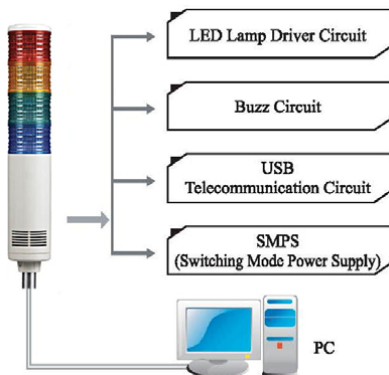 LED Lamp Driver Circuit
Buzz Circuit
USB
Telecommunication Circuit
SMPS
(Switching Mode Power Supply)
PC